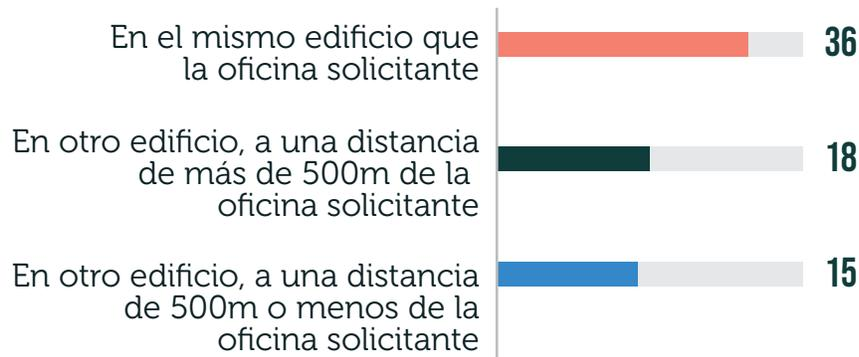 En el mismo edificio que
la oficina solicitante
36
En otro edificio, a una distancia
de más de 500m de la
oficina solicitante
18
En otro edificio, a una distancia
de 500m o menos de la
oficina solicitante
15